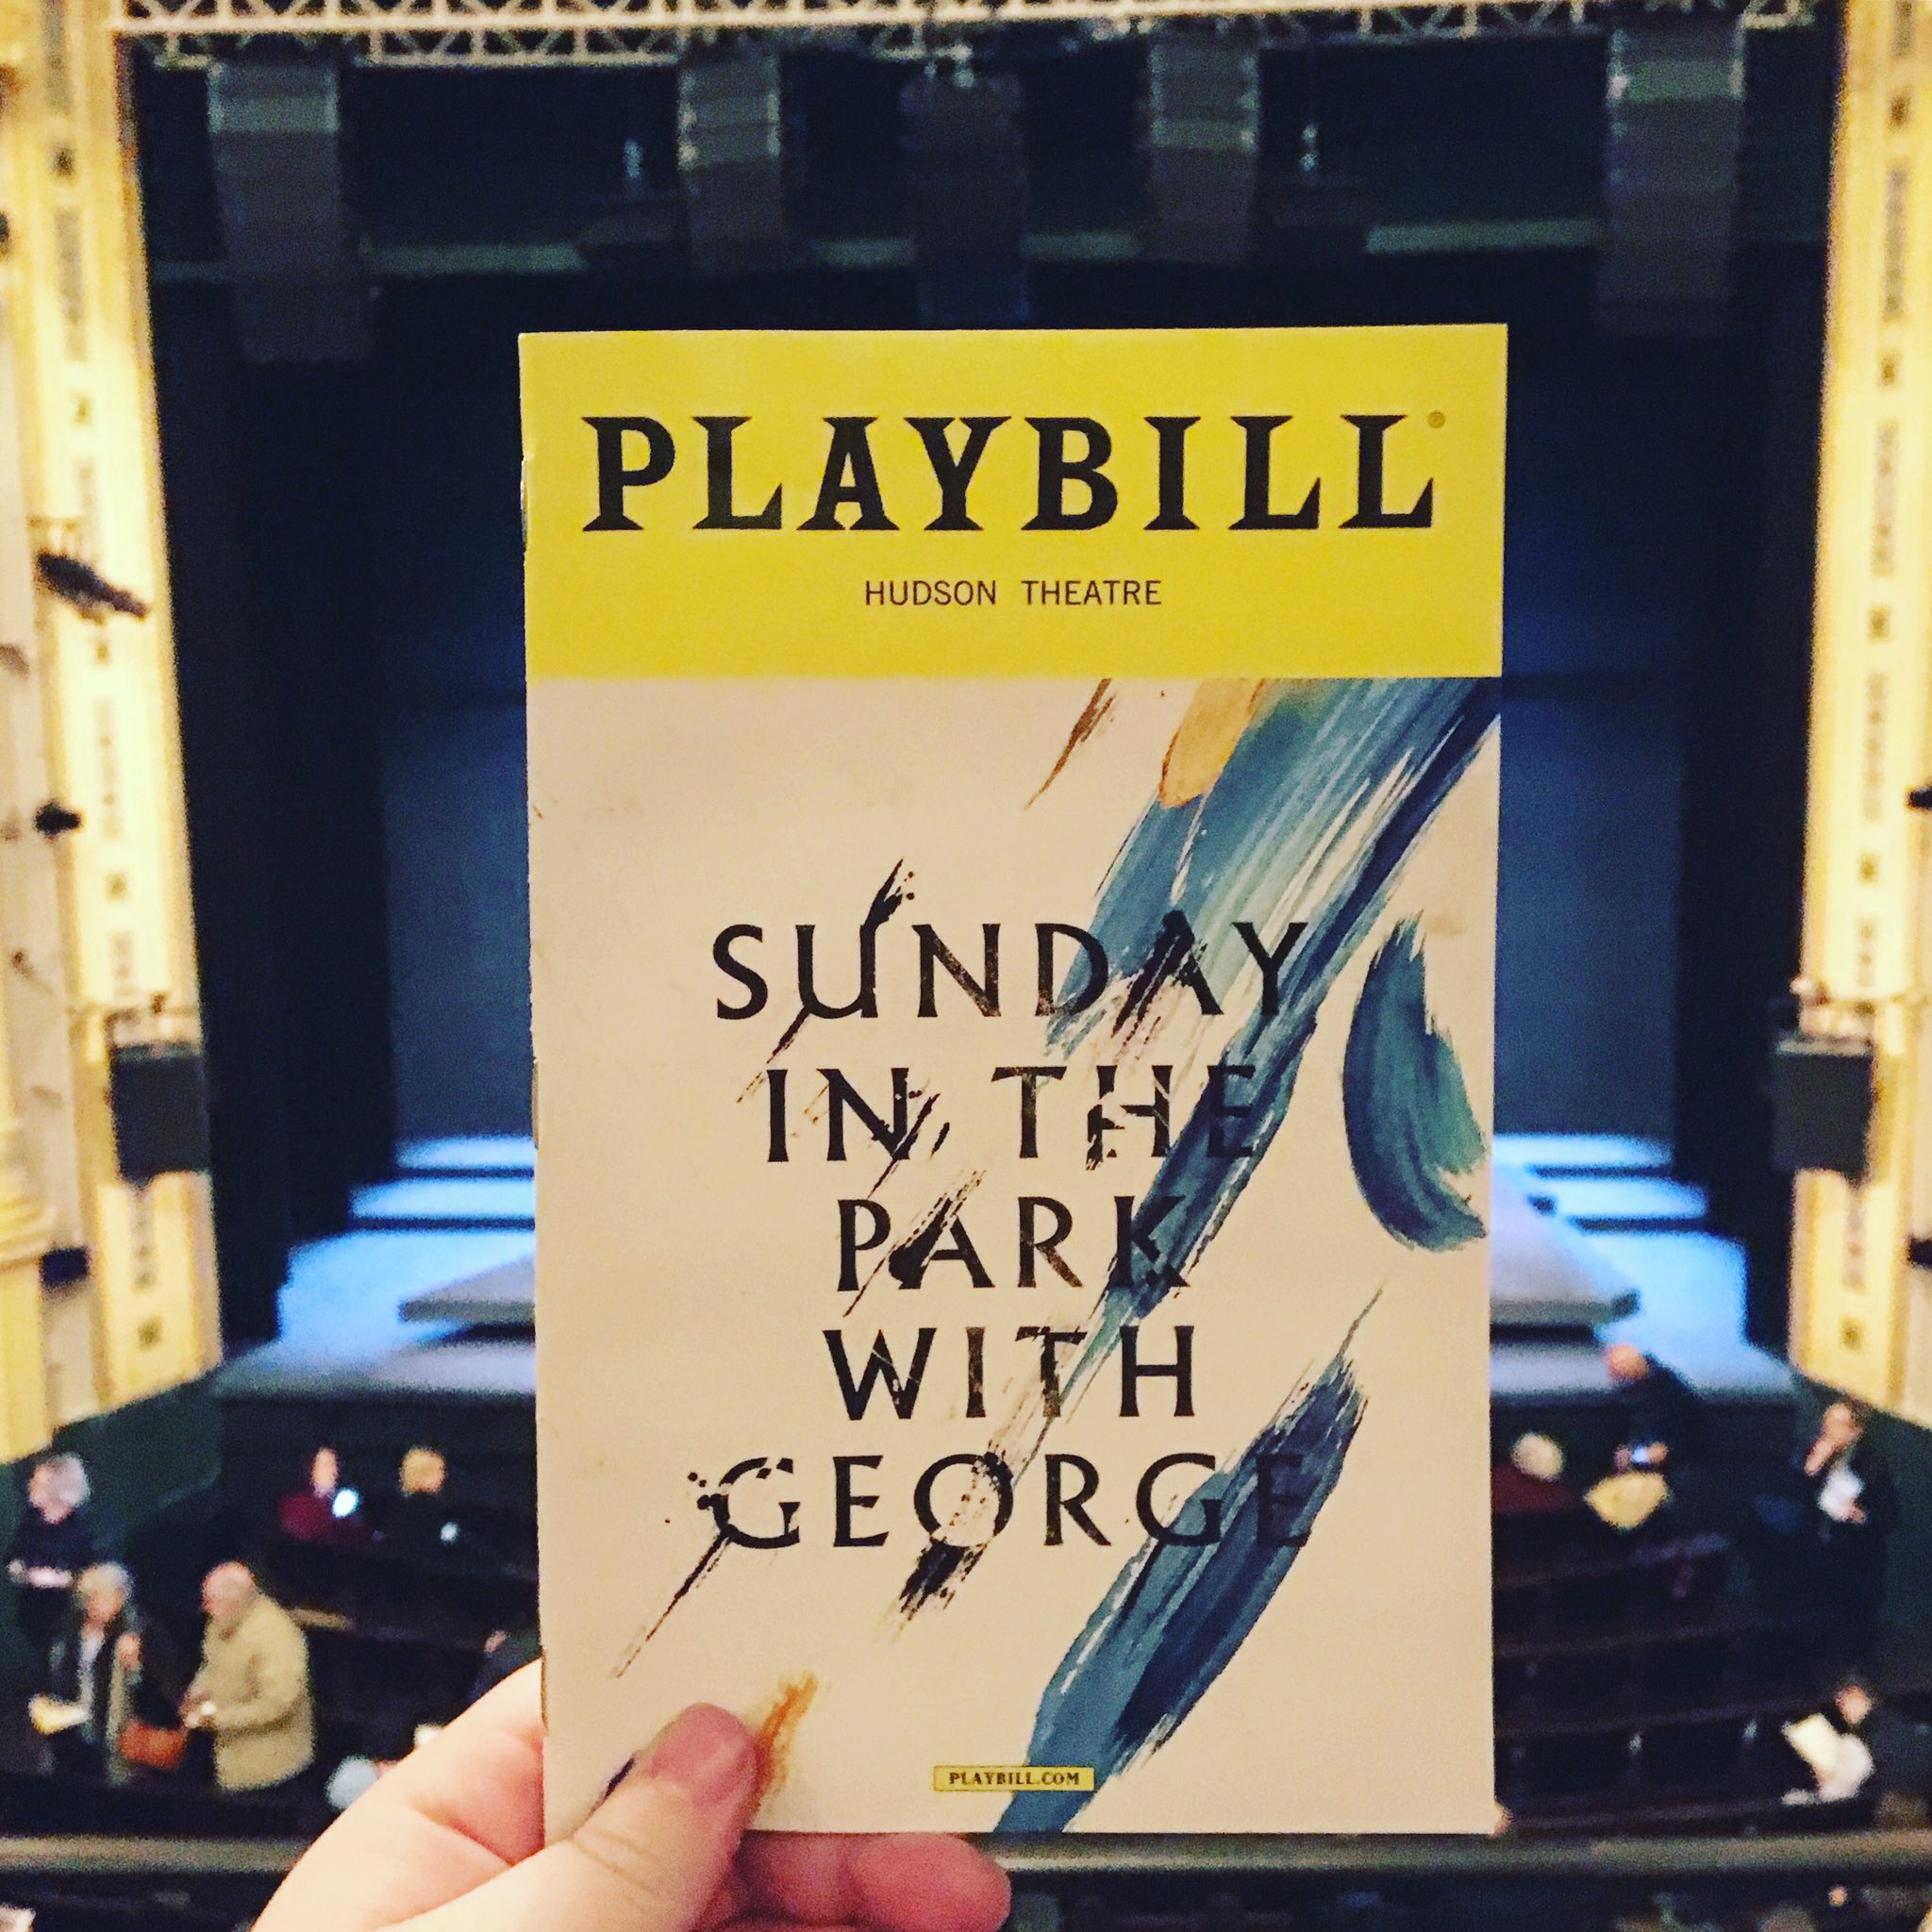 PLAYBILL®
HUDSON THEATRE
SUNDAY
IN THE
PARK
WITH
GEORGE
PLAYBILL.COM